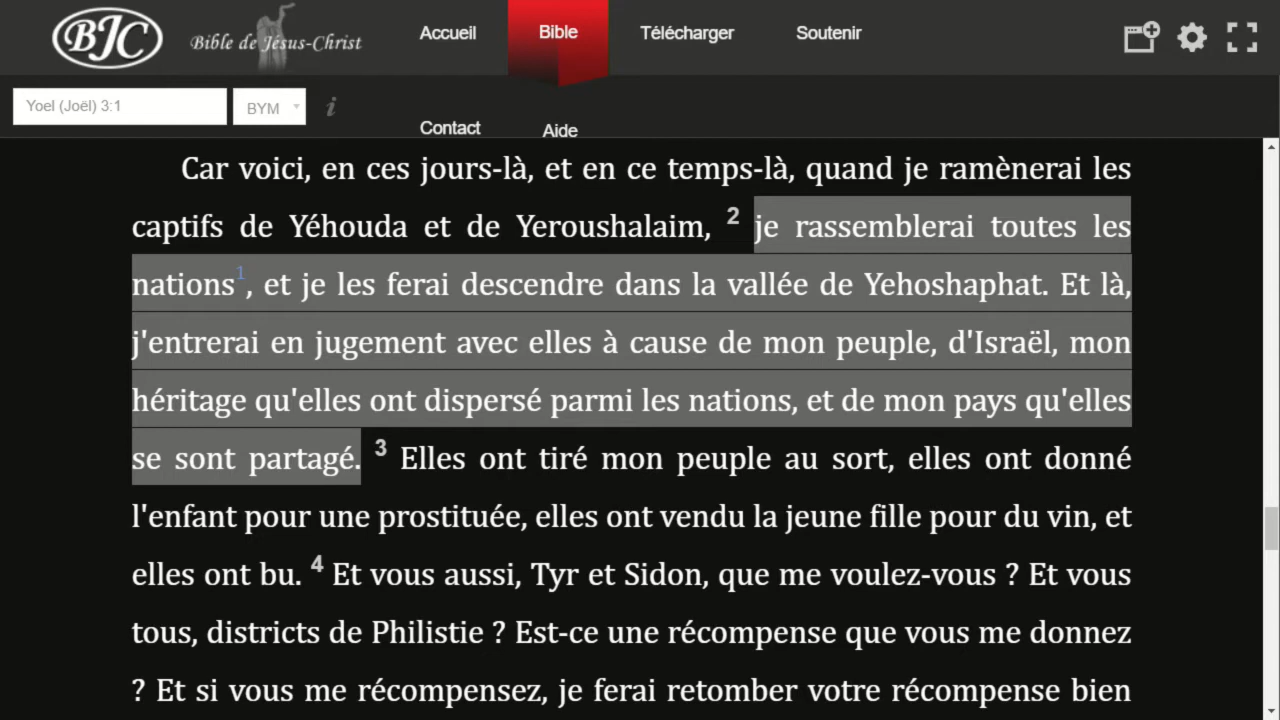 BJC
Bible de Jésus-Christ
Accueil
Bible
Télécharger
Soutenir
Yoel (Joël) 3:1
BYM
i
Contact
Aide
Car voici, en ces jours-là, et en ce temps-là, quand je ramènerai les
captifs de Yéhouda et de Yeroushalaim, 2 je rassemblerai toutes les
nations1, et je les ferai descendre dans la vallée de Yehoshaphat. Et là,
j'entrerai en jugement avec elles à cause de mon peuple, d'Israël, mon
héritage qu'elles ont dispersé parmi les nations, et de mon pays qu'elles
se sont partagé. 3 Elles ont tiré mon peuple au sort, elles ont donné
l'enfant pour une prostituée, elles ont vendu la jeune fille pour du vin, et
elles ont bu. 4 Et vous aussi, Tyr et Sidon, que me voulez-vous ? Et vous
tous, districts de Philistie ? Est-ce une récompense que vous me donnez
? Et si vous me récompensez, je ferai retomber votre récompense bien